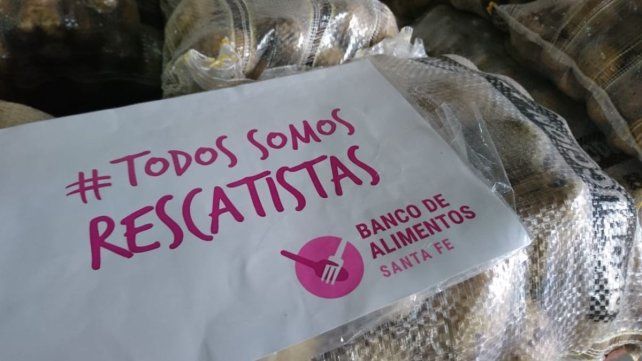 # TODOS SOMOS
RESCATISTAS
BANCO DE
ALIMENTOS
SANTA FE